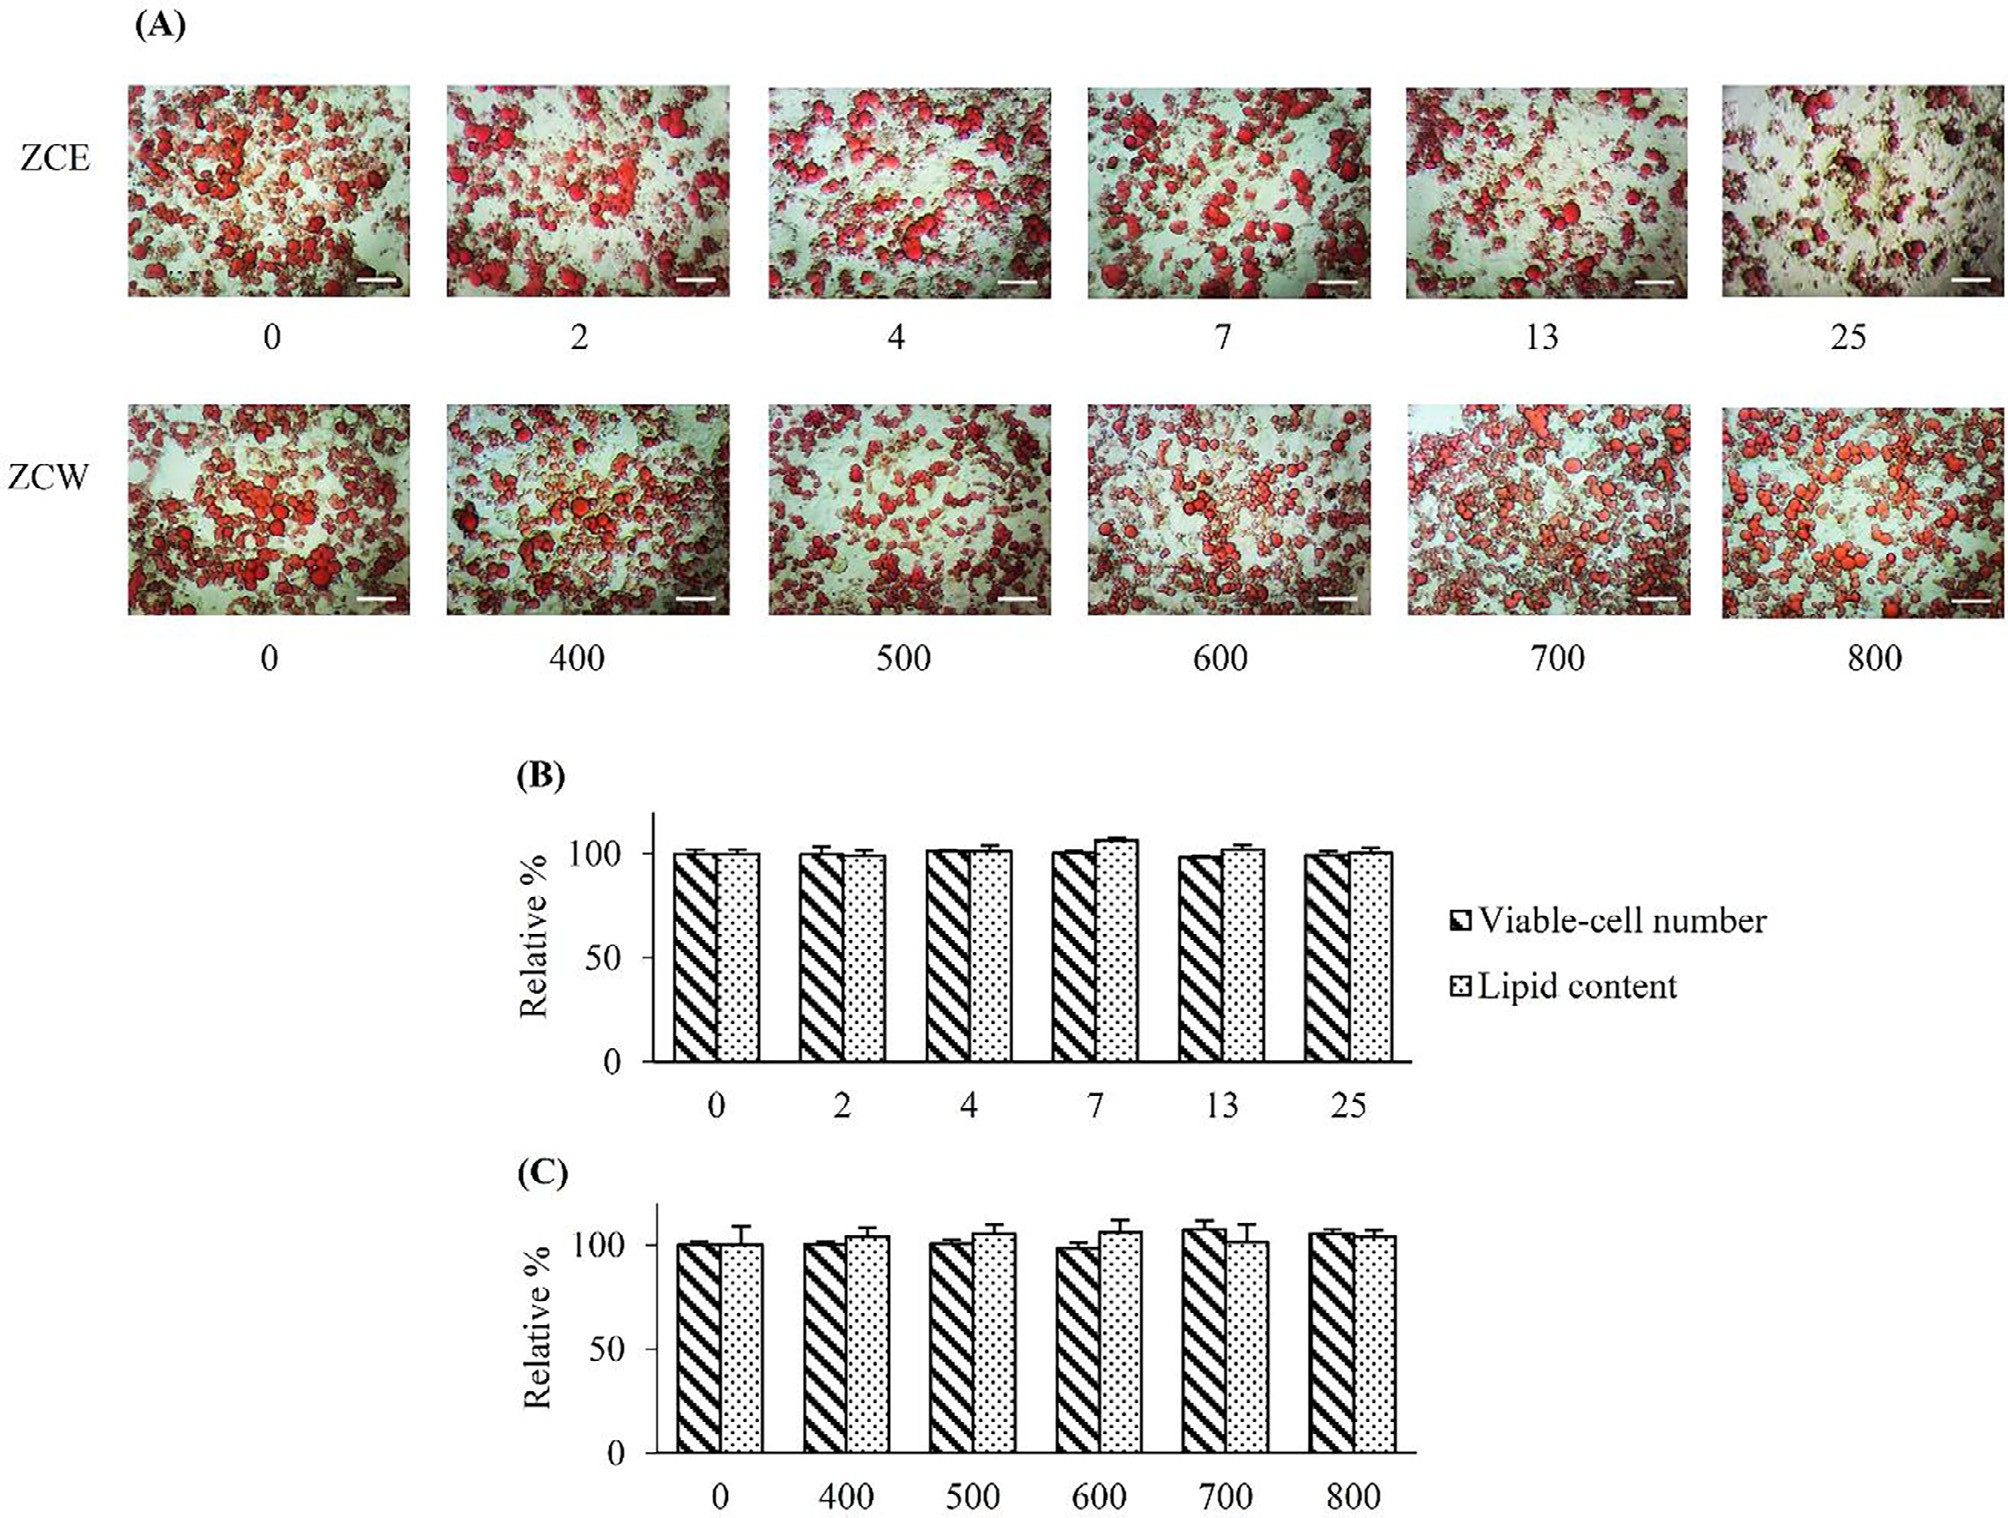 (A)
ZCE
0 2 4 7 13 25
ZCW
0 400 500 600 700 800
(B)
Relative %
100
50
0
0 2 4 7 13 25
Viable-cell number
Lipid content
(C)
Relative %
100
50
0
0 400 500 600 700 800